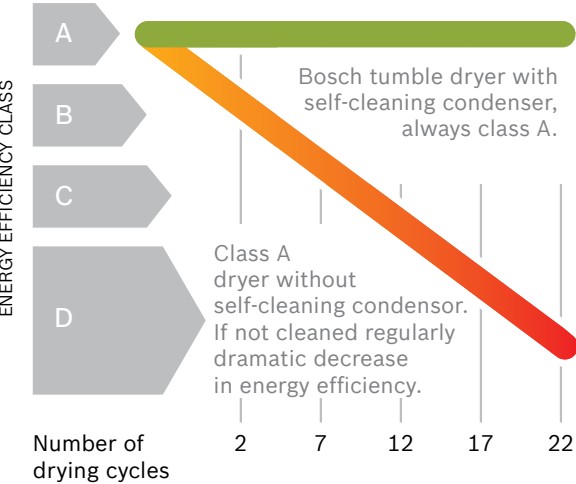 ENERGY EFFICIENCY CLASS
A
B
C
D
Bosch tumble dryer with
self-cleaning condenser,
always class A.
Class A
dryer without
self-cleaning condensor.
If not cleaned regularly
dramatic decrease
in energy efficiency.
Number of
drying cycles
2 7 12 17 22